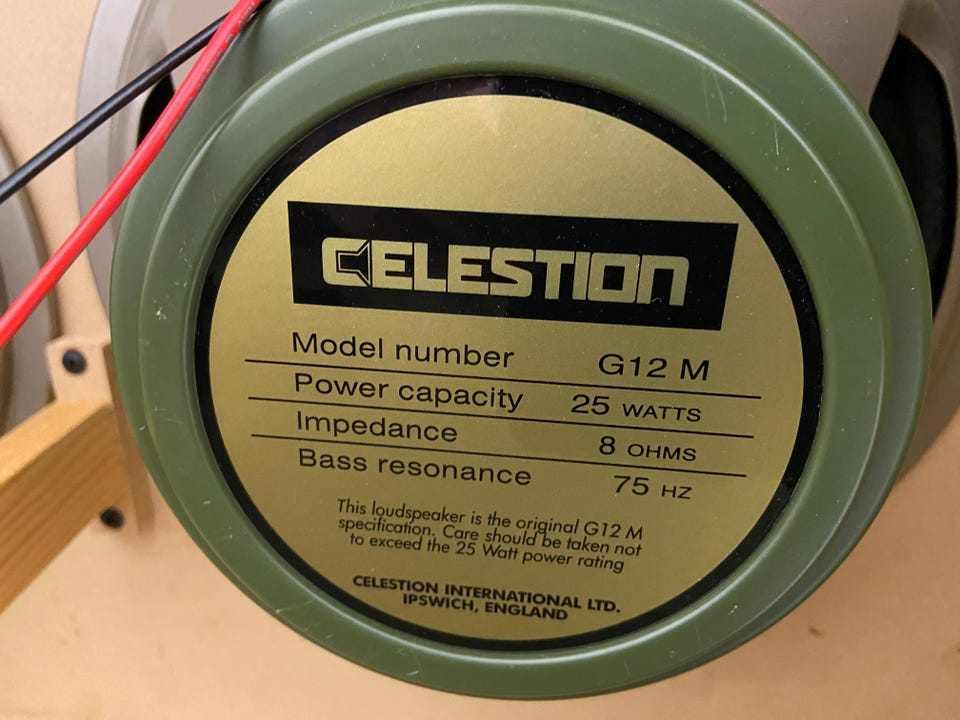 CELESTION
Model number G12 M
Power capacity 25 WATTS
Impedance 8 OHMS
Bass resonance 75 HZ
This loudspeaker is the original G12 M
specification. Care should be taken not
to exceed the 25 Watt power rating
CELESTION INTERNATIONAL LTD.
IPSWICH, ENGLAND